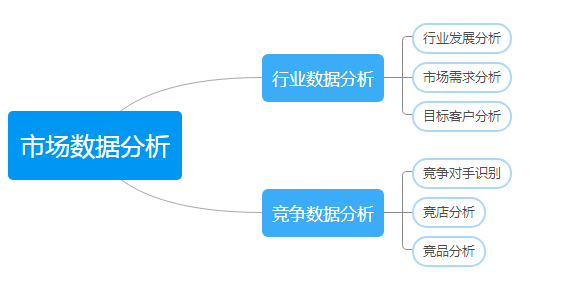 市场数据分析
行业数据分析
行业发展分析
市场需求分析
目标客户分析
竞争数据分析
竞争对手识别
竞店分析
竞品分析